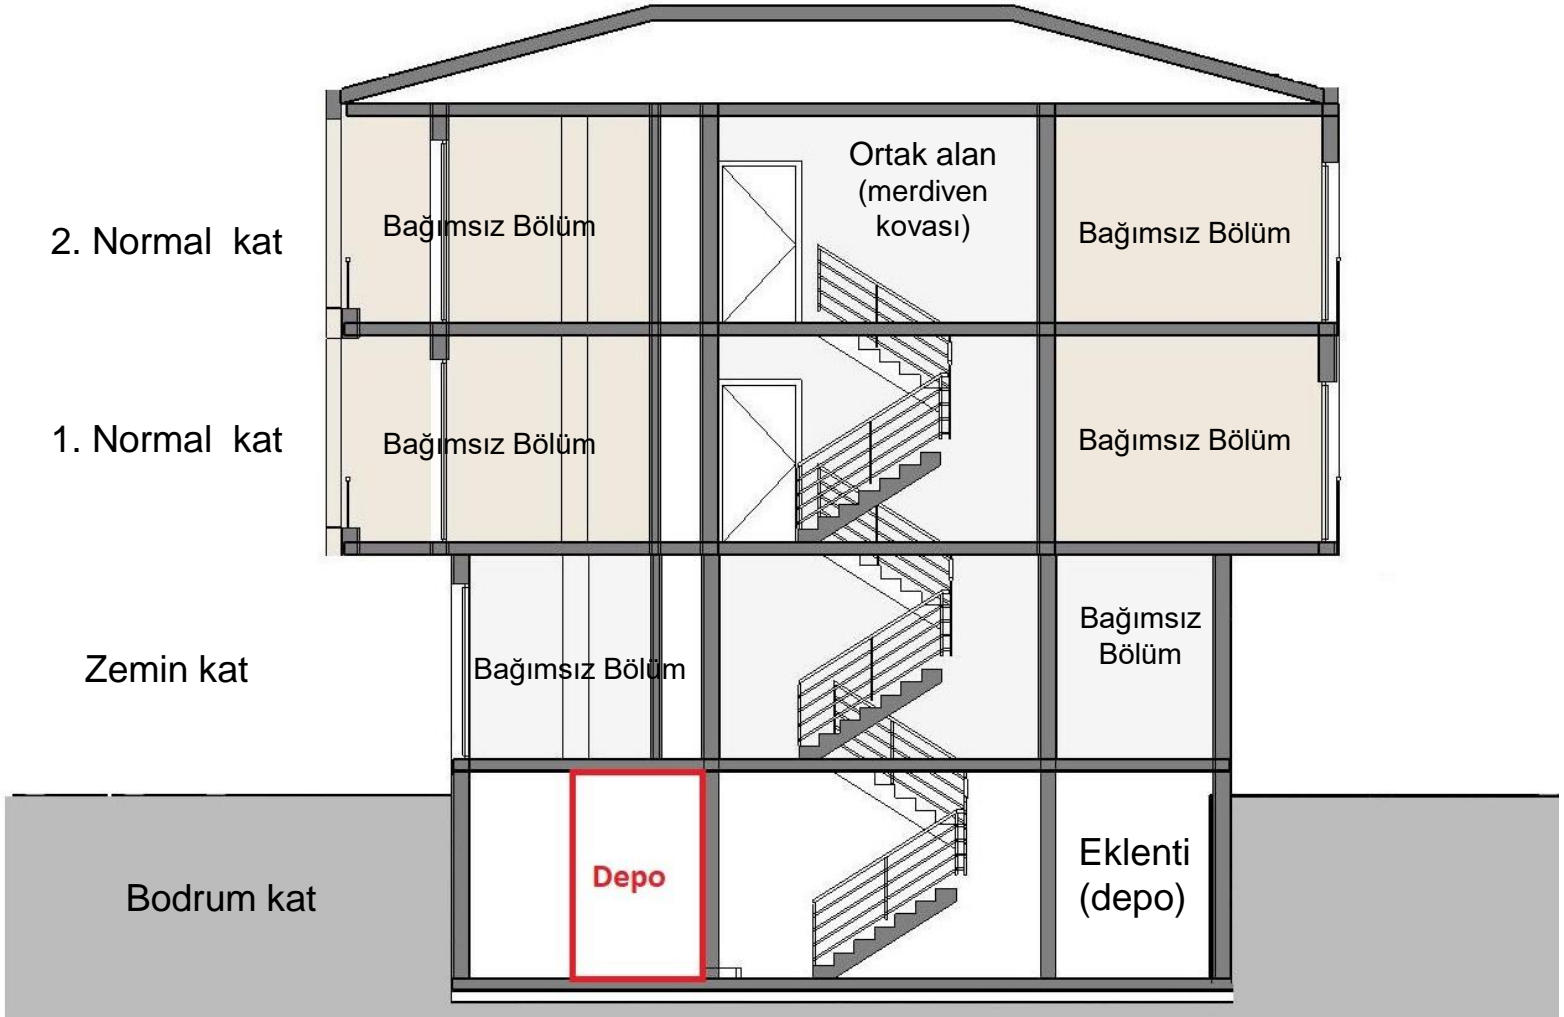 Ortak alan
(merdiven
kovası)
2. Normal kat
Bağımsız Bölüm
Bağımsız Bölüm
1. Normal kat
Bağımsız Bölüm
Bağımsız Bölüm
Zemin kat
Bağımsız Bölüm
Bağımsız
Bölüm
Bodrum kat
Depo
Eklenti
(depo)